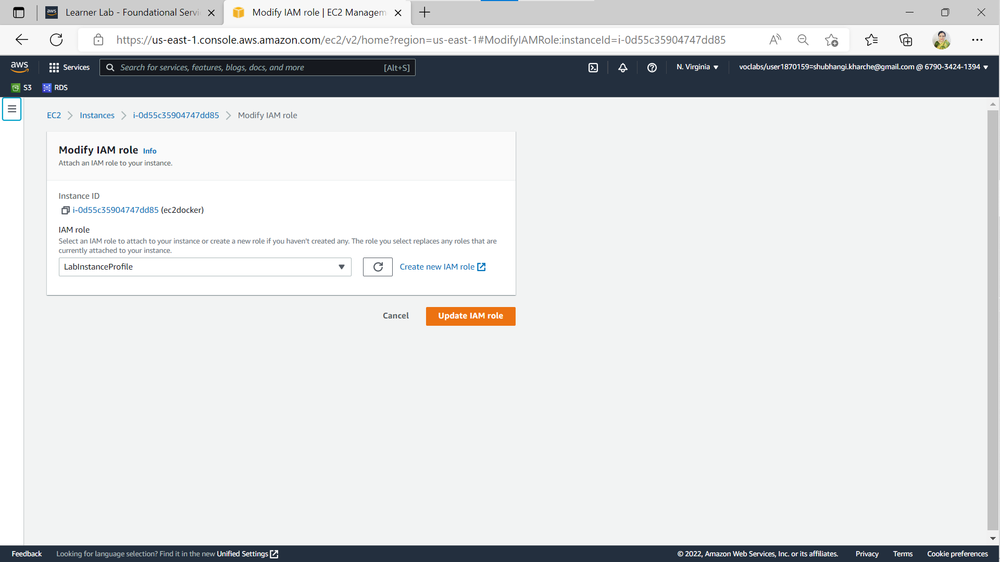 aws Learner Lab - Foundational Servi
Modify IAM role | EC2 Managem
https://us-east-1.console.aws.amazon.com/ec2/v2/home?region=us-east-1#ModifyIAMRole:instanceId=i-0d55c35904747dd85
aws Services Search for services, features, blogs, docs, and more [Alt+S] N. Virginia voclabs/user1870159=shubhangi.kharche@gmail.com @ 6790-3424-1394
S3 RDS
EC2 Instances i-0d55c35904747dd85 Modify IAM role
Modify IAM role Info
Attach an IAM role to your instance.
Instance ID
i-0d55c35904747dd85 (ec2docker)
IAM role
Select an IAM role to attach to your instance or create a new role if you haven't created any. The role you select replaces any roles that are
currently attached to your instance.
LabInstanceProfile Create new IAM role
Cancel Update IAM role
Feedback Looking for language selection? Find it in the new Unified Settings © 2022, Amazon Web Services, Inc. or its affiliates. Privacy Terms Cookie preferences